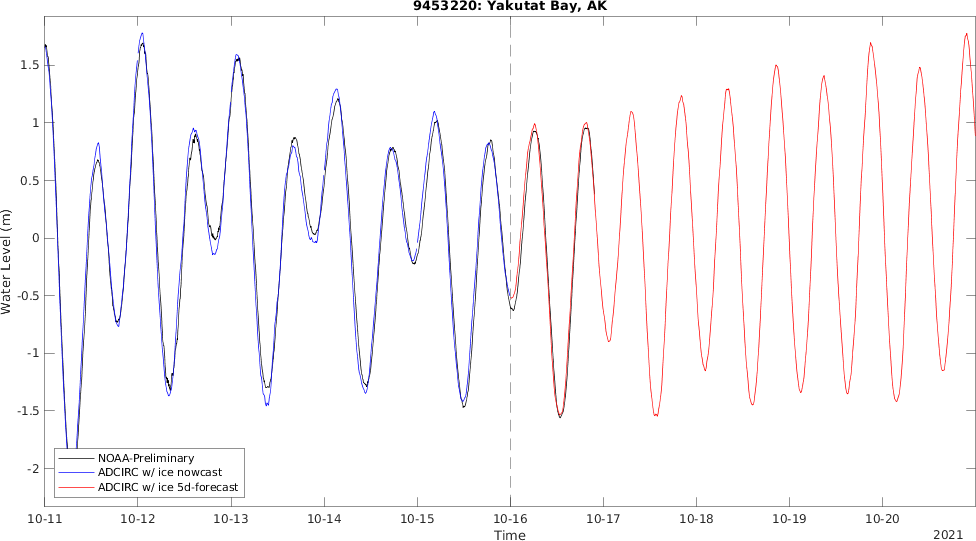 9453220: Yakutat Bay, AK
Water Level (m)
1.5
1
0.5
0
-0.5
-1
-1.5
-2
NOAA-Preliminary
ADCIRC w/ ice nowcast
ADCIRC w/ ice 5d-forecast
10-11 10-12 10-13 10-14 10-15 10-16 10-17 10-18 10-19 10-20
Time
2021